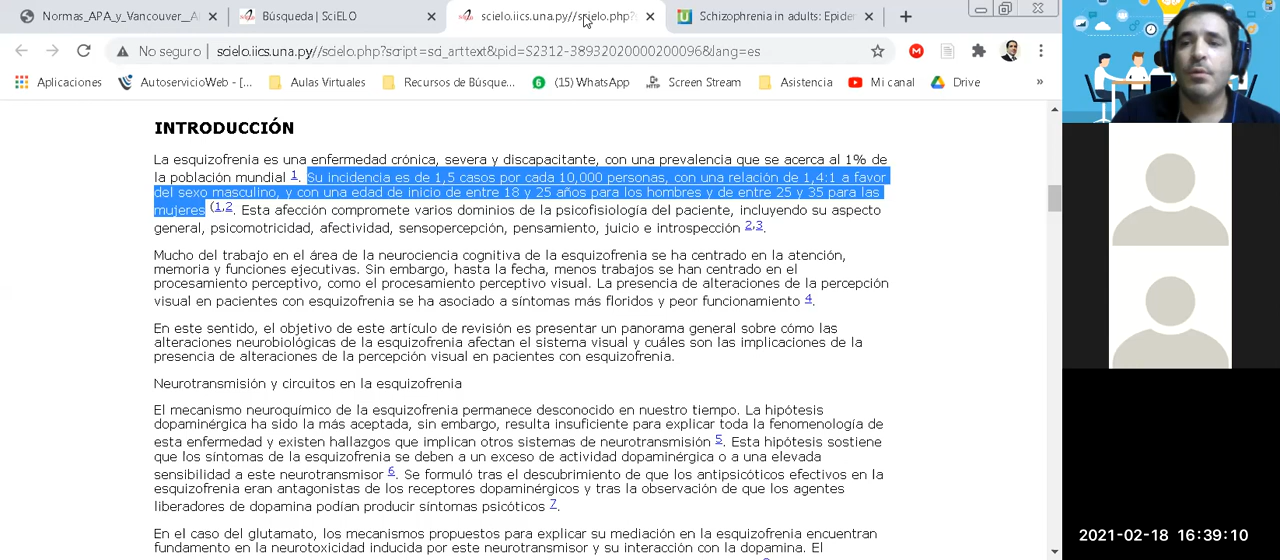 Normas_APA_y_Vancouver__A
Búsqueda | SciELO
scielo.iics.una.py//scielo.php?
Schizophrenia in adults: Epider
No seguro
scielo.iics.una.py//scielo.php?script=sci_arttext&pid=S2312-38932020000200096&lang=es
Aplicaciones
AutoservicioWeb - [...
Aulas Virtuales
Recursos de Búsque...
(15) WhatsApp
Screen Stream
Asistencia
Mi canal
Drive
»
INTRODUCCIÓN
La esquizofrenia es una enfermedad crónica, severa y discapacitante, con una prevalencia que se acerca al 1% de
la población mundial 1. Su incidencia es de 1,5 casos por cada 10,000 personas, con una relación de 1,4:1 a favor
del sexo masculino, y con una edad de inicio de entre 18 y 25 años para los hombres y de entre 25 y 35 para las
mujeres (1,2. Esta afección compromete varios dominios de la psicofisiología del paciente, incluyendo su aspecto
general, psicomotricidad, afectividad, sensopercepción, pensamiento, juicio e introspección 2,3.
Mucho del trabajo en el área de la neurociencia cognitiva de la esquizofrenia se ha centrado en la atención,
memoria y funciones ejecutivas. Sin embargo, hasta la fecha, menos trabajos se han centrado en el
procesamiento perceptivo, como el procesamiento perceptivo visual. La presencia de alteraciones de la percepción
visual en pacientes con esquizofrenia se ha asociado a síntomas más floridos y peor funcionamiento 4.
En este sentido, el objetivo de este artículo de revisión es presentar un panorama general sobre cómo las
alteraciones neurobiológicas de la esquizofrenia afectan el sistema visual y cuáles son las implicaciones de la
presencia de alteraciones de la percepción visual en pacientes con esquizofrenia.
Neurotransmisión y circuitos en la esquizofrenia
El mecanismo neuroquímico de la esquizofrenia permanece desconocido en nuestro tiempo. La hipótesis
dopaminérgica ha sido la más aceptada, sin embargo, resulta insuficiente para explicar toda la fenomenología de
esta enfermedad y existen hallazgos que implican otros sistemas de neurotransmisión 5. Esta hipótesis sostiene
que los síntomas de la esquizofrenia se deben a un exceso de actividad dopaminérgica o a una elevada
sensibilidad a este neurotransmisor 6. Se formuló tras el descubrimiento de que los antipsicóticos efectivos en la
esquizofrenia eran antagonistas de los receptores dopaminérgicos y tras la observación de que los agentes
liberadores de dopamina podían producir síntomas psicóticos 7.
En el caso del glutamato, los mecanismos propuestos para explicar su mediación en la esquizofrenia encuentran
fundamento en la neurotoxicidad inducida por este neurotransmisor y su interacción con la dopamina. El
2021-02-18 16:39:10